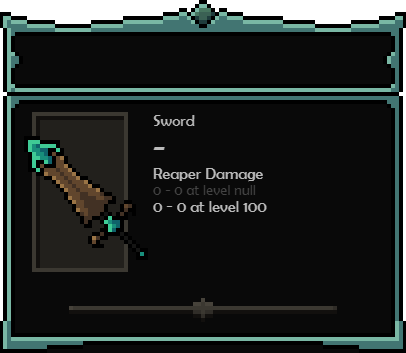 Sword
–
Reaper Damage
0 - 0 at level null
0 - 0 at level 100